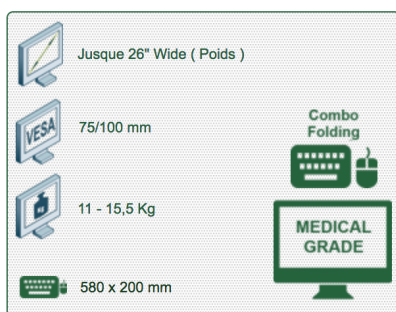 Jusque 26" Wide ( Poids )
VESA
75/100 mm
Combo
Folding
KG
11 - 15,5 Kg
MEDICAL
GRADE
580 x 200 mm